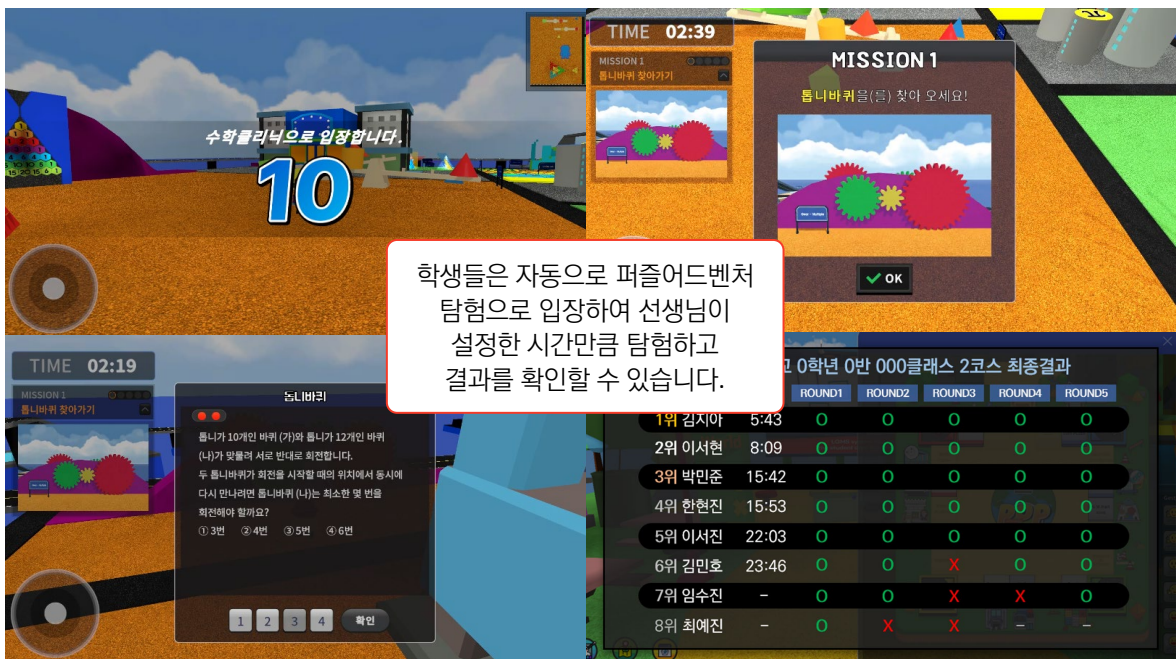 수학클리닉으로 입장합니다.
10
TIME 02:39
MISSION 1
톱니바퀴 찾아가기
MISSION 1
톱니바퀴을(를) 찾아 오세요!
OK
학생들은 자동으로 퍼즐어드벤처
탐험으로 입장하여 선생님이
설정한 시간만큼 탐험하고
결과를 확인할 수 있습니다.
TIME 02:19
MISSION 1
톱니바퀴 찾아가기
톱니바퀴
톱니가 10개인 바퀴 (가)와 톱니가 12개인 바퀴
(나)가 맞물려 서로 반대로 회전합니다.
두 톱니바퀴가 회전을 시작할 때의 위치에서 동시에
다시 만나려면 톱니바퀴 (나)는 최소한 몇 번을
회전해야 할까요?
① 3번 ② 4번 ③ 5번 ④ 6번
1 2 3 4 확인
0학년 0반 000클래스 2코스 최종결과
ROUND1 ROUND2 ROUND3 ROUND4 ROUND5
1위 김지아 5:43 O O O O O
2위 이서현 8:09 O O O O O
3위 박민준 15:42 O O O O O
4위 한현진 15:53 O O O O O
5위 이서진 22:03 O O O O O
6위 김민호 23:46 O O X O O
7위 임수진 – O O X X O
8위 최예진 – O X X – –